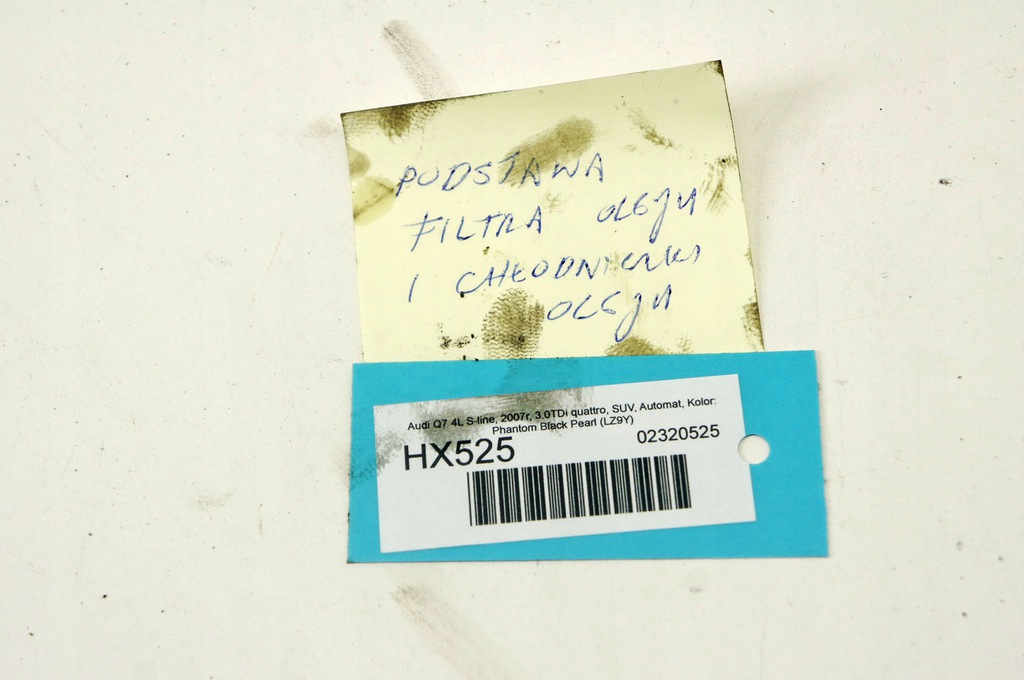 PODSTAWA
FILTRA OLEJU
I CHŁODNICZKI
OLEJU
Audi Q7 4L S-line, 2007r, 3.0TDi quattro, SUV, Automat, Kolor:
Phantom Black Pearl (LZ9Y)
HX525 02320525